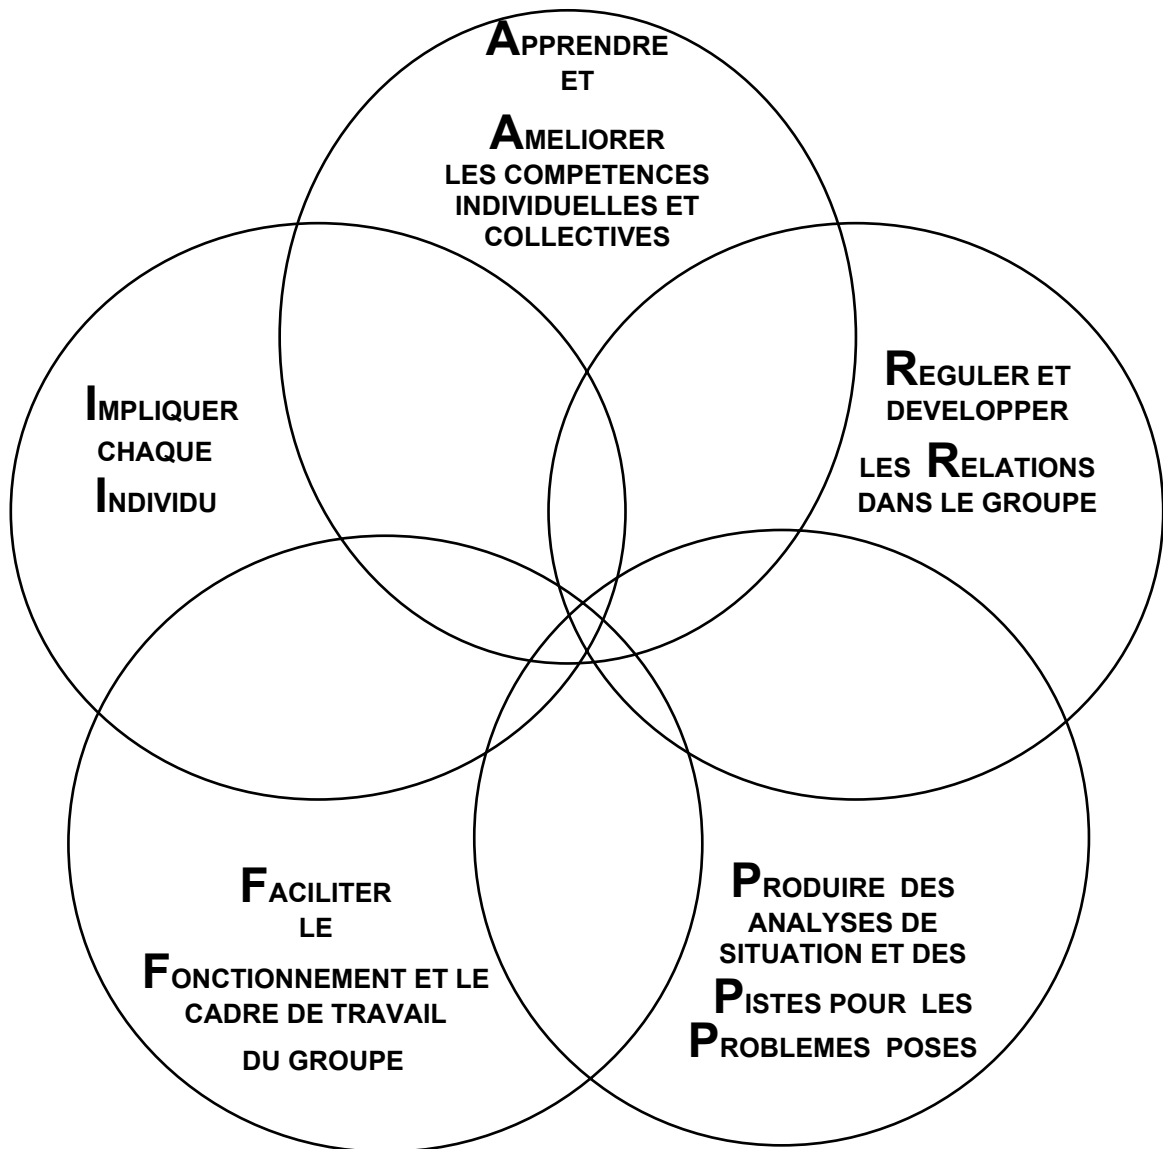 APPRENDRE
ET
AMELIORER
LES COMPETENCES
INDIVIDUELLES ET
COLLECTIVES
IMPLIQUER
CHAQUE
INDIVIDU
REGULER ET
DEVELOPPER
LES RELATIONS
DANS LE GROUPE
FACILITER
LE
FONCTIONNEMENT ET LE
CADRE DE TRAVAIL
DU GROUPE
PRODUIRE DES
ANALYSES DE
SITUATION ET DES
PISTES POUR LES
PROBLEMES POSES